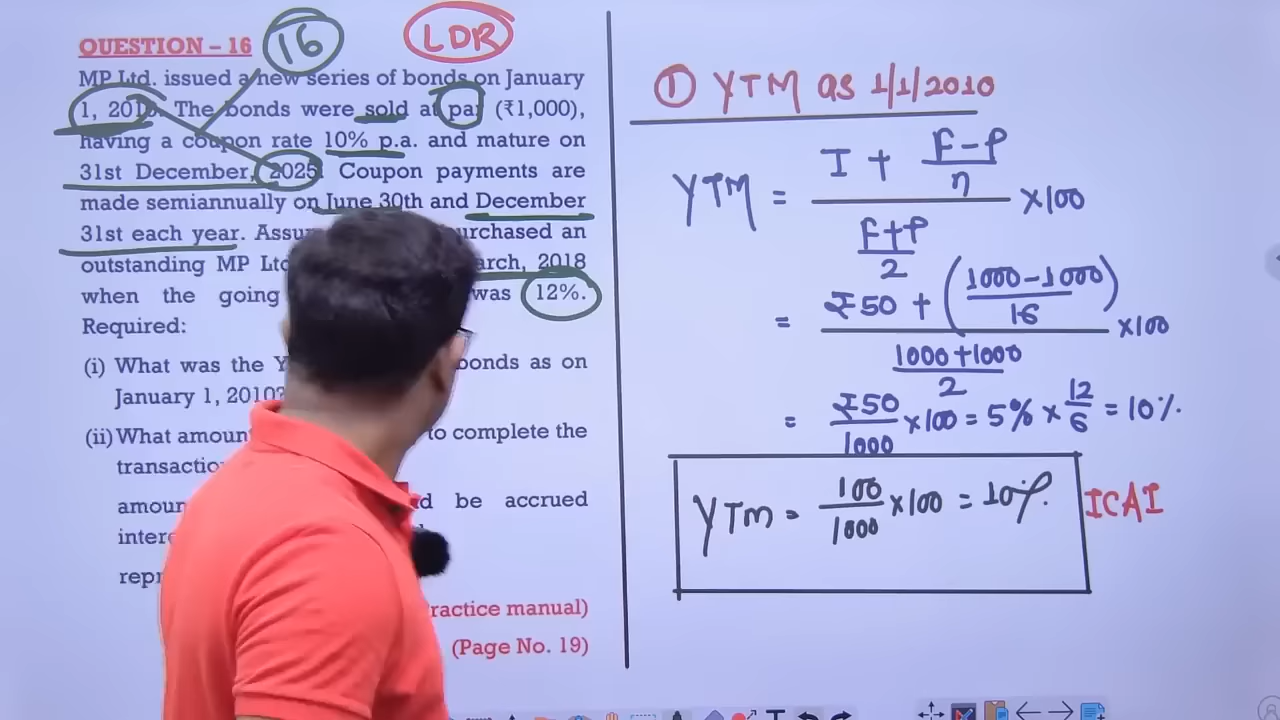 QUESTION – 16
16
LDR
MP Ltd. issued a new series of bonds on January
1, 201 . The bonds were sold at par (₹1,000),
having a coupon rate 10% p.a. and mature on
31st December, 2025. Coupon payments are
made semiannually on June 30th and December
31st each year. Assu urchased an
outstanding MP Ltd arch, 2018
when the going was 12%.
Required:
(i) What was the Y bonds as on
January 1, 2010?
(ii) What amoun to complete the
transactio
amoun d be accrued
intere
repr
ractice manual)
(Page No. 19)
① YTM as 1/1/2010
YTM = I + F-P
n
F+P
2
×100
= ₹50 + (1000-1000
16)
1000+1000
2
×100
= ₹50
1000 ×100 = 5% × 12
6 = 10%.
YTM = 100
1000 ×100 = 10%. ICAI